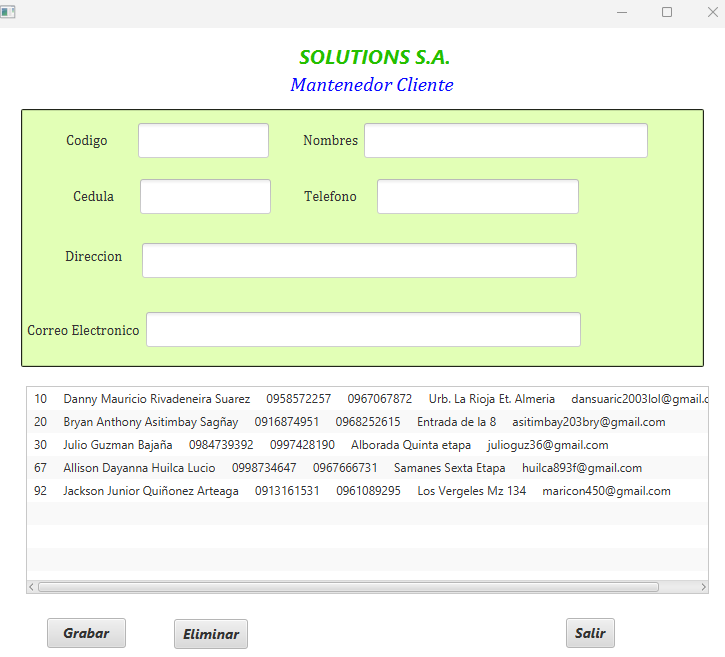 SOLUTIONS S.A.
Mantenedor Cliente
Codigo Nombres
Cedula Telefono
Direccion
Correo Electronico
10 Danny Mauricio Rivadeneira Suarez 0958572257 0967067872 Urb. La Rioja Et. Almeria dansuaric2003lol@gmail.c
20 Bryan Anthony Asitimbay Sagñay 0916874951 0968252615 Entrada de la 8 asitimbay203bry@gmail.com
30 Julio Guzman Bajaña 0984739392 0997428190 Alborada Quinta etapa julioguz36@gmail.com
67 Allison Dayanna Huilca Lucio 0998734647 0967666731 Samanes Sexta Etapa huilca893f@gmail.com
92 Jackson Junior Quiñonez Arteaga 0913161531 0961089295 Los Vergeles Mz 134 maricon450@gmail.com
Grabar Eliminar Salir